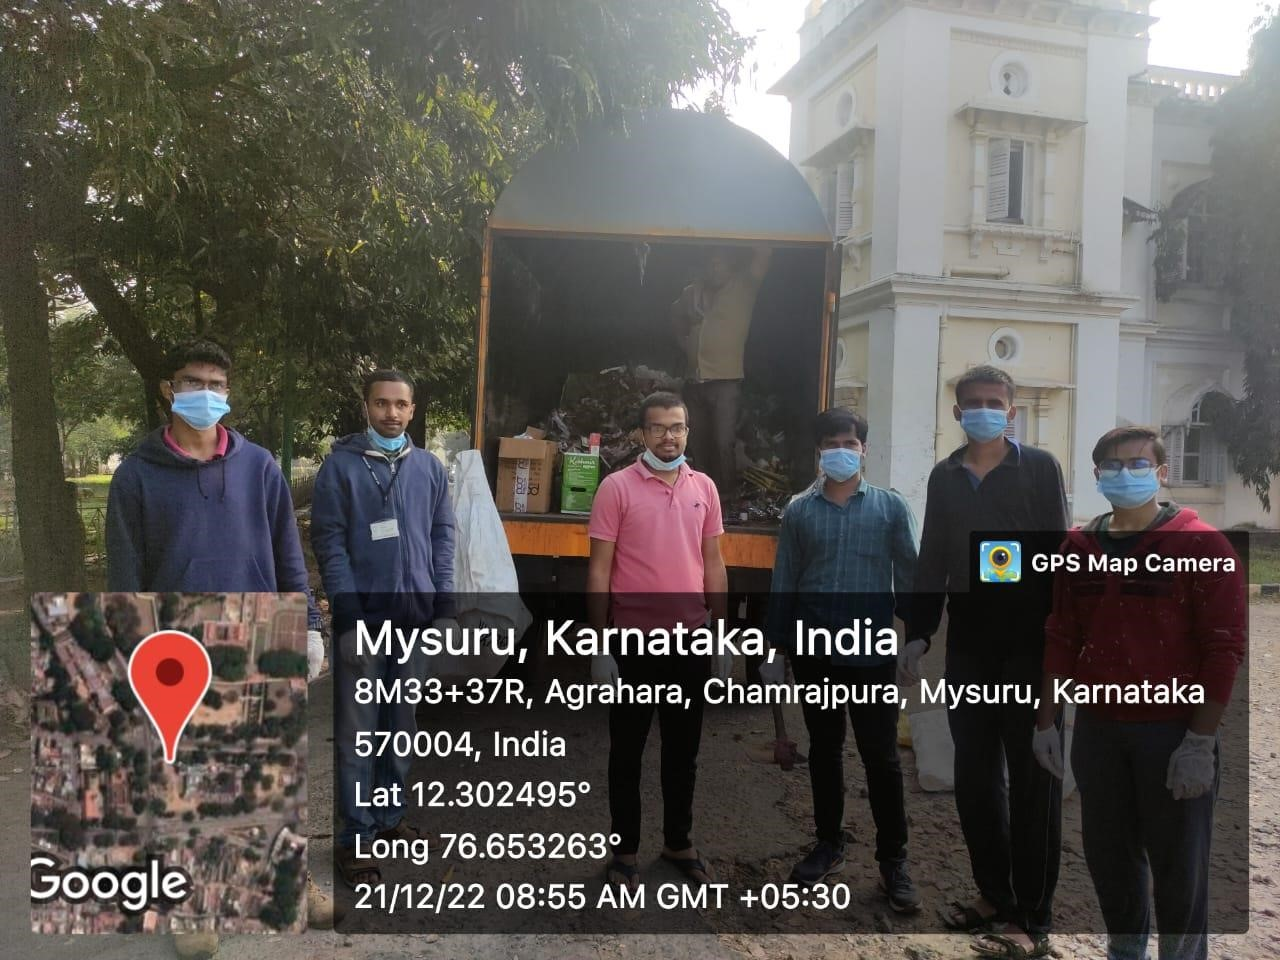 Kashmir
GPS Map Camera
Mysuru, Karnataka, India
8M33+37R, Agrahara, Chamrajpura, Mysuru, Karnataka
570004, India
Lat 12.302495°
Long 76.653263°
21/12/22 08:55 AM GMT +05:30
Google